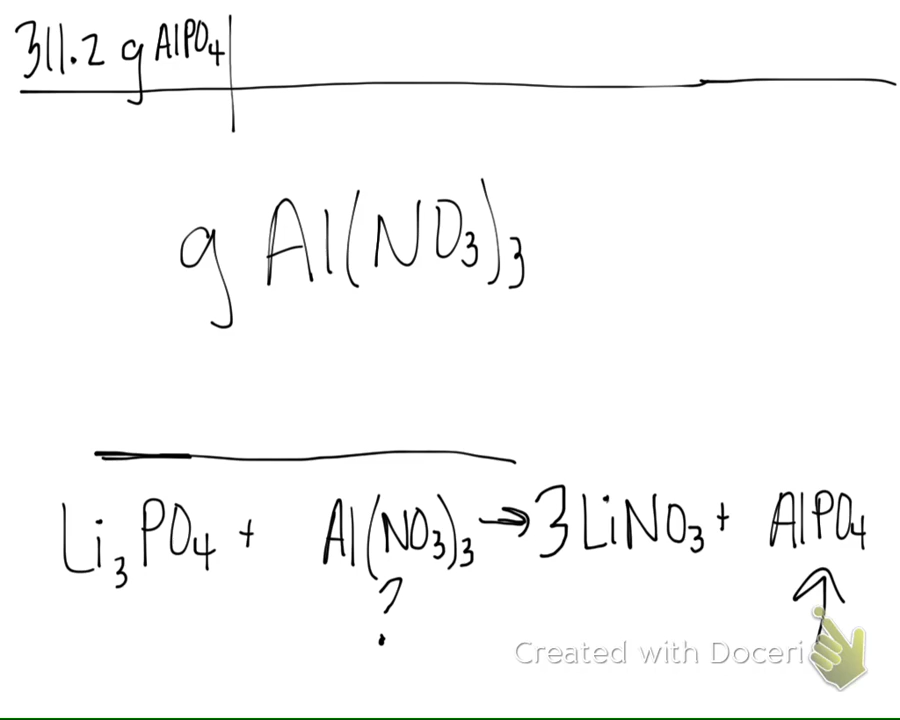 311.2 g AlPO₄
g Al(NO₃)₃
Li₃PO₄ + Al(NO₃)₃ → 3LiNO₃ + AlPO₄
?
Created with Doceri